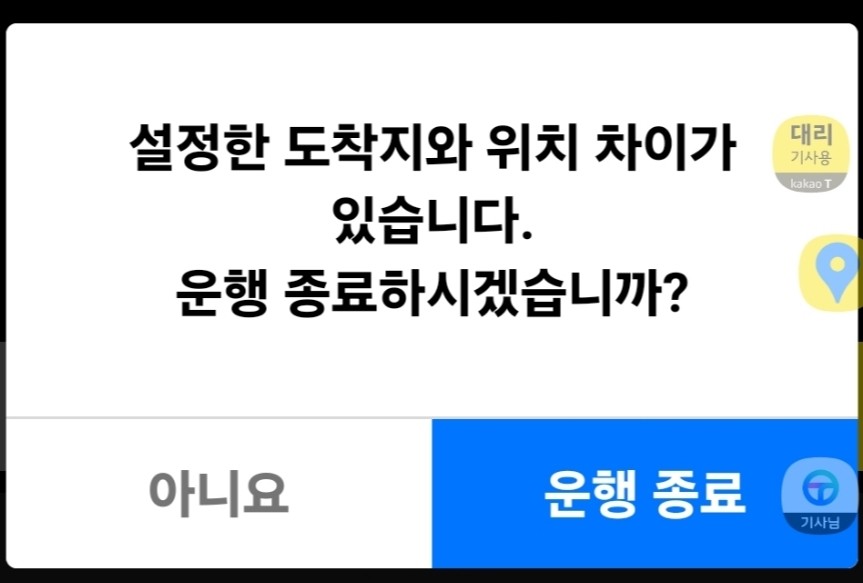 설정한 도착지와 위치 차이가
있습니다.
운행 종료하시겠습니까?
대리
기사용
kakao T
아니요
운행 종료
기사님